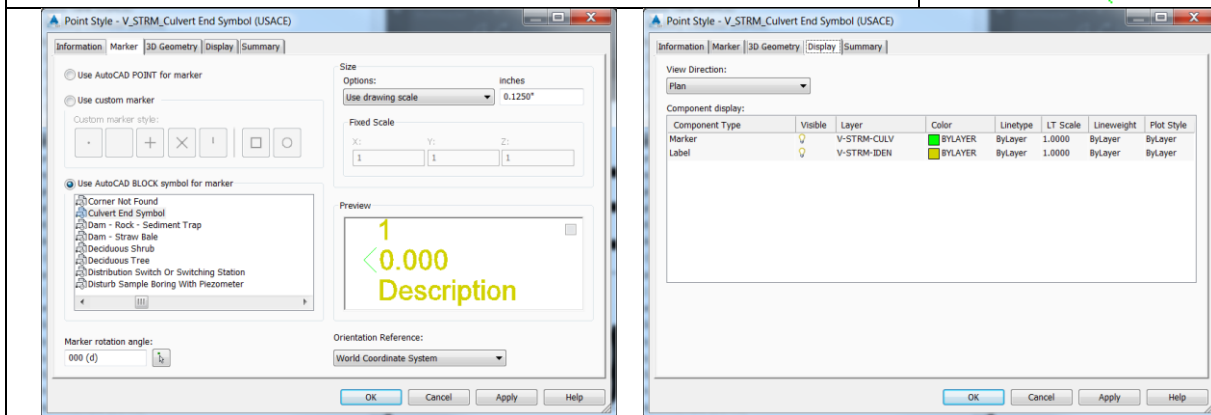 Point Style - V_STRM_Culvert End Symbol (USACE)
Information Marker 3D Geometry Display Summary
Use AutoCAD POINT for marker
Use custom marker
Custom marker style:
Use AutoCAD BLOCK symbol for marker
Corner Not Found
Culvert End Symbol
Dam - Rock - Sediment Trap
Dam - Straw Bale
Deciduous Shrub
Deciduous Tree
Distribution Switch Or Switching Station
Disturb Sample Boring With Piezometer
Marker rotation angle:
000 (d)
Size
Options: inches
Use drawing scale 0.1250"
Fixed Scale
X: Y: Z:
1 1 1
Preview
1
0.000
Description
Orientation Reference:
World Coordinate System
OK Cancel Apply Help
Point Style - V_STRM_Culvert End Symbol (USACE)
Information Marker 3D Geometry Display Summary
View Direction:
Plan
Component display:
Component Type Visible Layer Color Linetype LT Scale Lineweight Plot Style
Marker V-STRM-CULV BYLAYER ByLayer 1.0000 ByLayer ByLayer
Label V-STRM-IDEN BYLAYER ByLayer 1.0000 ByLayer ByLayer
OK Cancel Apply Help